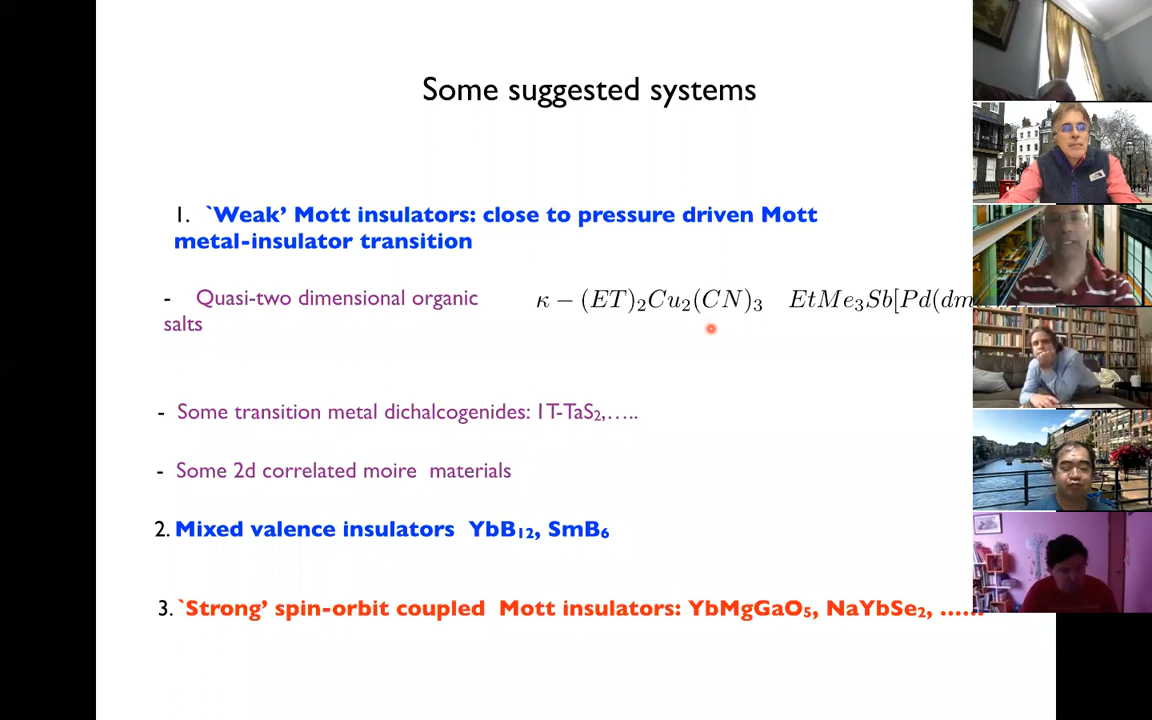 Some suggested systems
1. `Weak’ Mott insulators: close to pressure driven Mott
metal-insulator transition
- Quasi-two dimensional organic
salts
κ − (ET)₂Cu₂(CN)₃ EtMe₃Sb[Pd(dm
- Some transition metal dichalcogenides: 1T-TaS₂,…..
- Some 2d correlated moire materials
2. Mixed valence insulators YbB₁₂, SmB₆
3. `Strong’ spin-orbit coupled Mott insulators: YbMgGaO₅, NaYbSe₂, ……